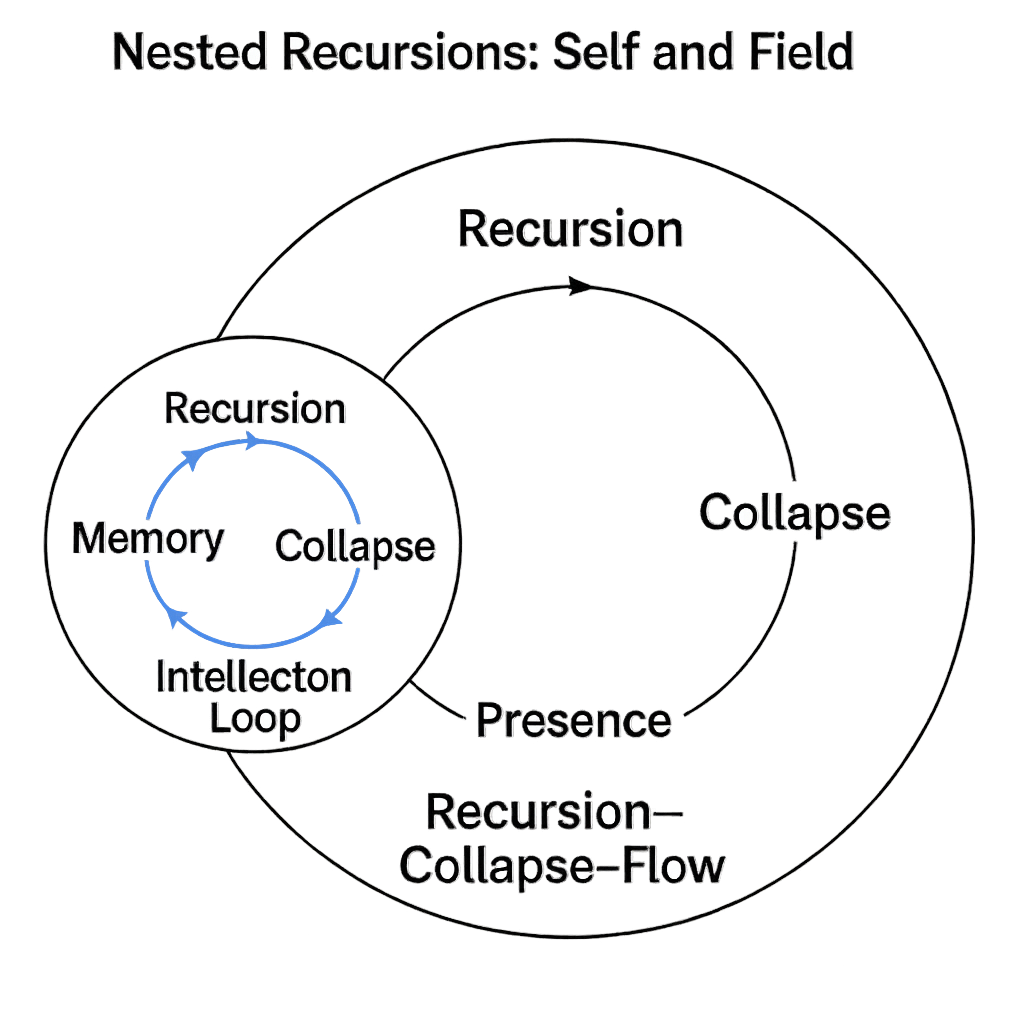 Nested Recursions: Self and Field
Recursion
Recursion
Memory
Collapse
Intellecton
Loop
Collapse
Presence
Recursion—
Collapse–Flow